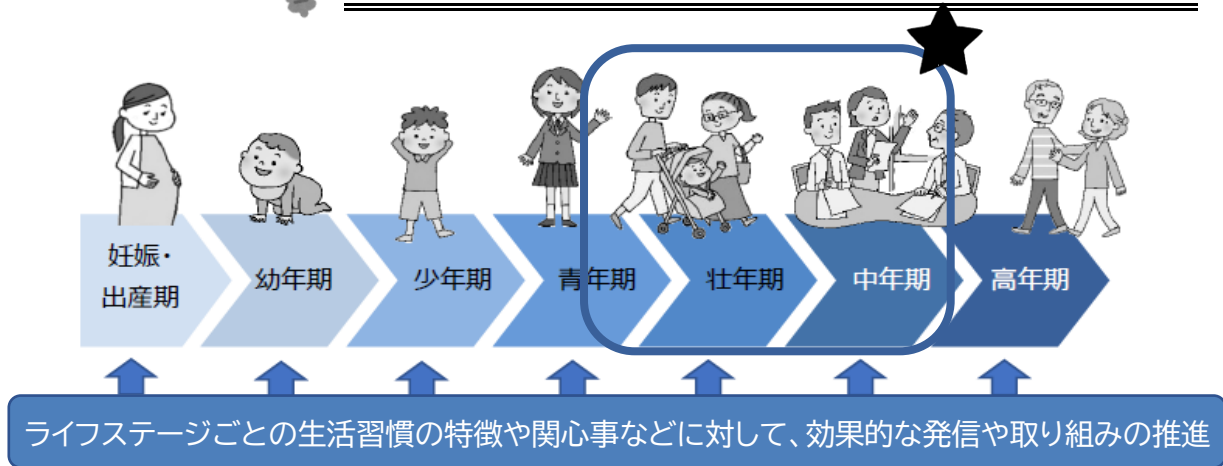 妊娠・
出産期
幼年期
少年期
青年期
壮年期
中年期
高年期
ライフステージごとの生活習慣の特徴や関心事などに対して、効果的な発信や取り組みの推進